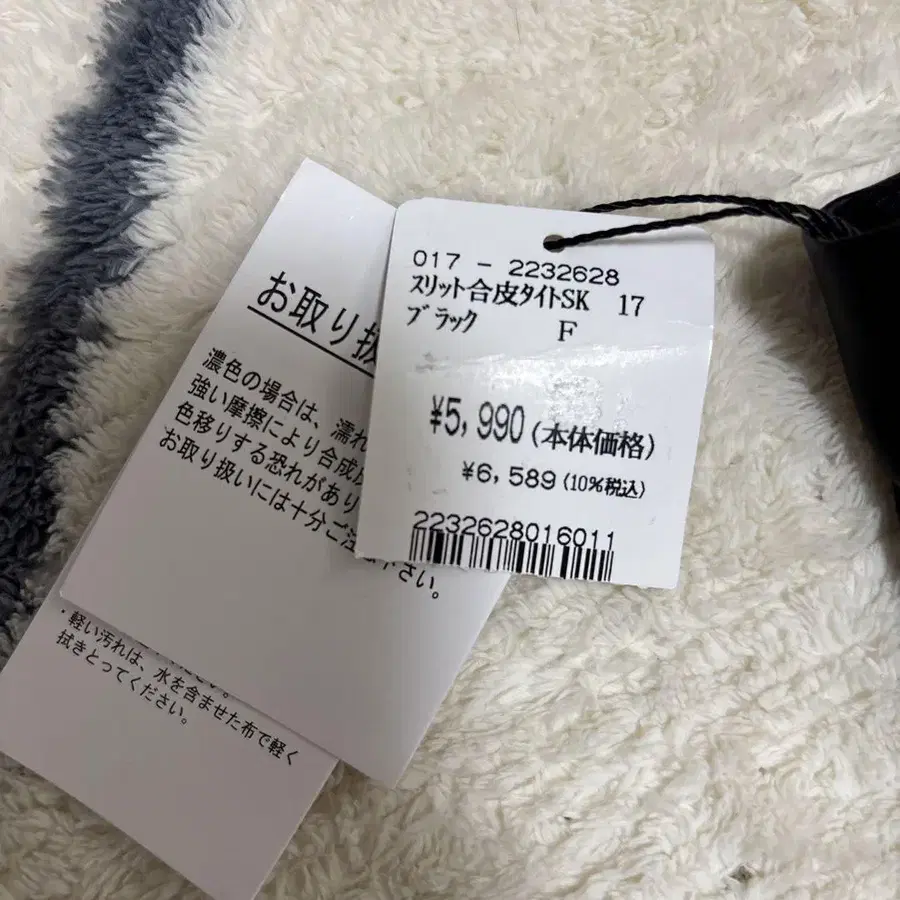 017 - 2232628
スリット合皮タイトSK 17
ブラック F
¥5,990(本体価格)
¥6,589(10%税込)
2232628016011
お取り扱
濃色の場合は、濡れ
強い摩擦により合成皮
色移りする恐れがあり
お取り扱いには十分ご注意下さい。
・軽い汚れは、水を含ませた布で軽く
拭きとってください。